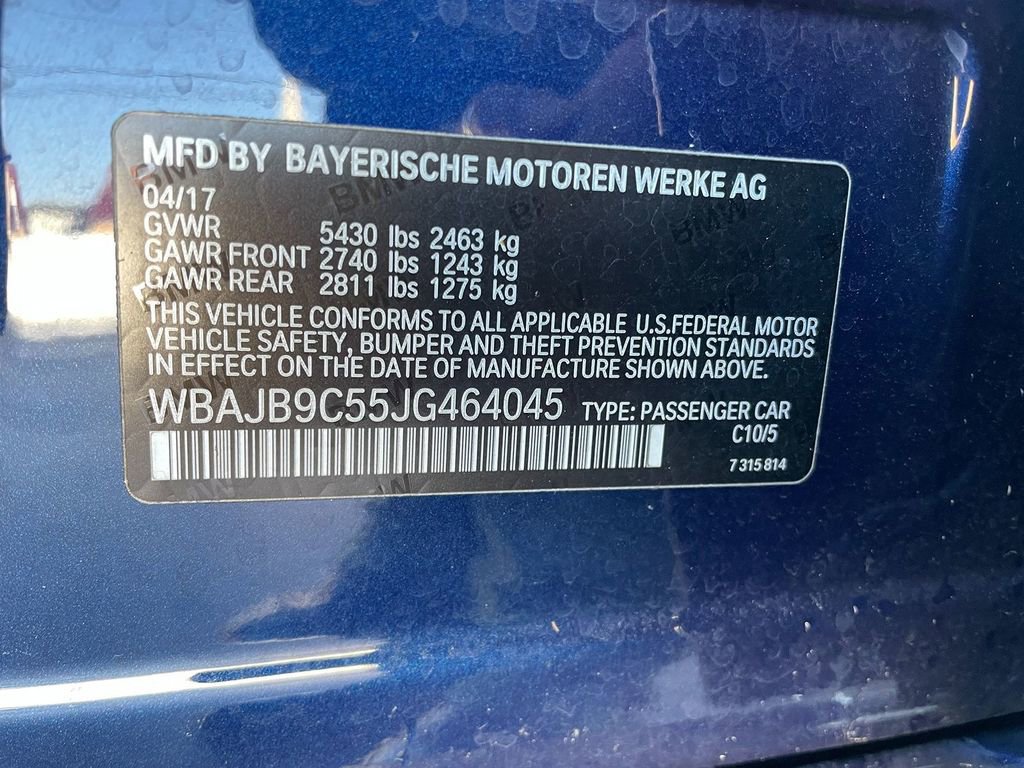 MFD BY BAYERISCHE MOTOREN WERKE AG
04/17
GVWR 5430 lbs 2463 kg
GAWR FRONT 2740 lbs 1243 kg
GAWR REAR 2811 lbs 1275 kg
THIS VEHICLE CONFORMS TO ALL APPLICABLE U.S.FEDERAL MOTOR
VEHICLE SAFETY, BUMPER AND THEFT PREVENTION STANDARDS
IN EFFECT ON THE DATE OF MANUFACTURE SHOWN ABOVE.
WBAJB9C55JG464045 TYPE: PASSENGER CAR
C10/5
7 315 814